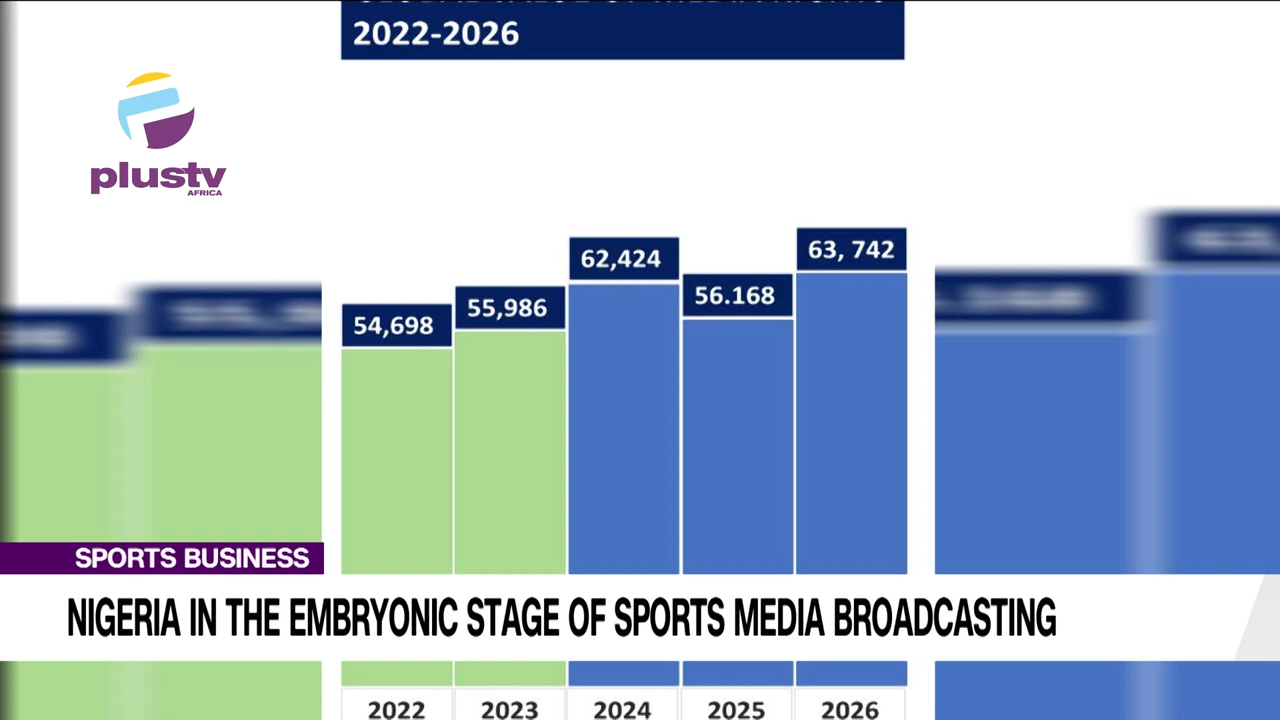 2022-2026
plustv
AFRICA
63, 742
62,424
56.168
55,986
54,698
SPORTS BUSINESS
NIGERIA IN THE EMBRYONIC STAGE OF SPORTS MEDIA BROADCASTING
2022
2023
2024
2025
2026